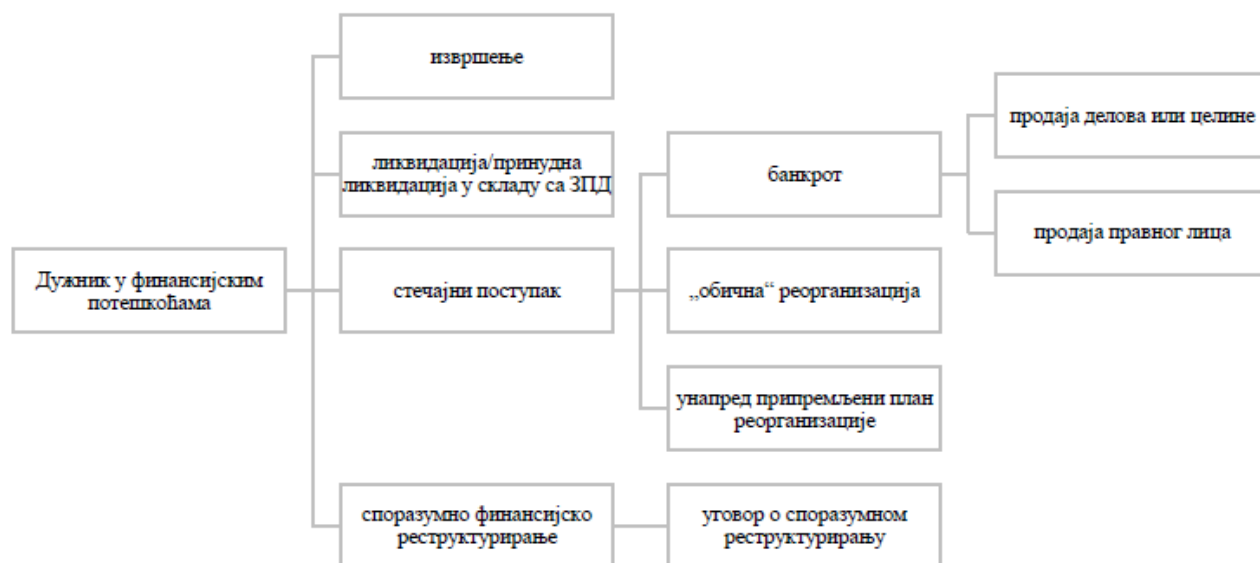 извршење
ликвидација/принудна
ликвидација у складу са ЗПД
Дужник у финансијским
потешкоћама
стечајни поступак
споразумно финансијско
реструктурирање
банкрот
„обична“ реорганизација
унапред припремљени план
реорганизације
уговор о споразумном
реструктурирању
продаја делова или целине
продаја правног лица